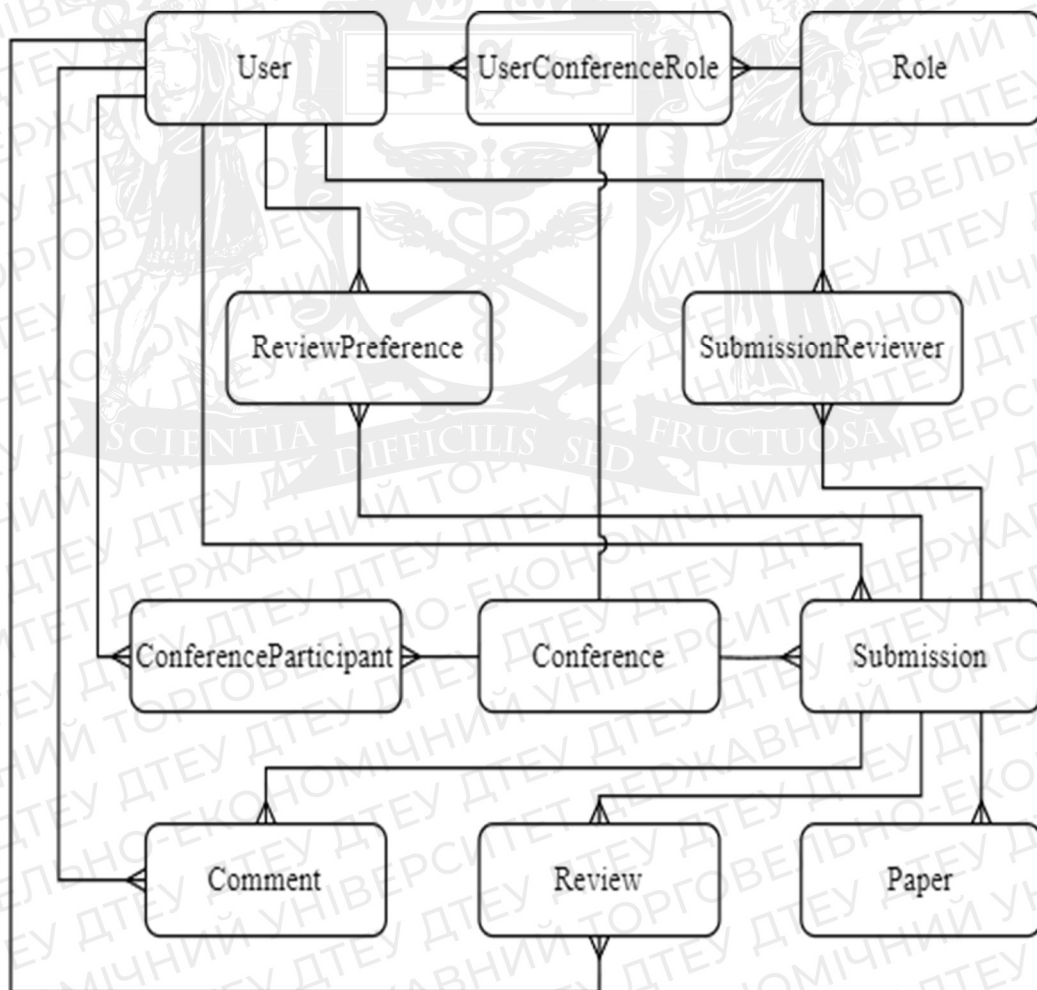 User
UserConferenceRole
Role
ReviewPreference
SubmissionReviewer
SCIENTIA DIFFICILIS SED FRUCTUOSA
ConferenceParticipant
Conference
Submission
Comment
Review
Paper